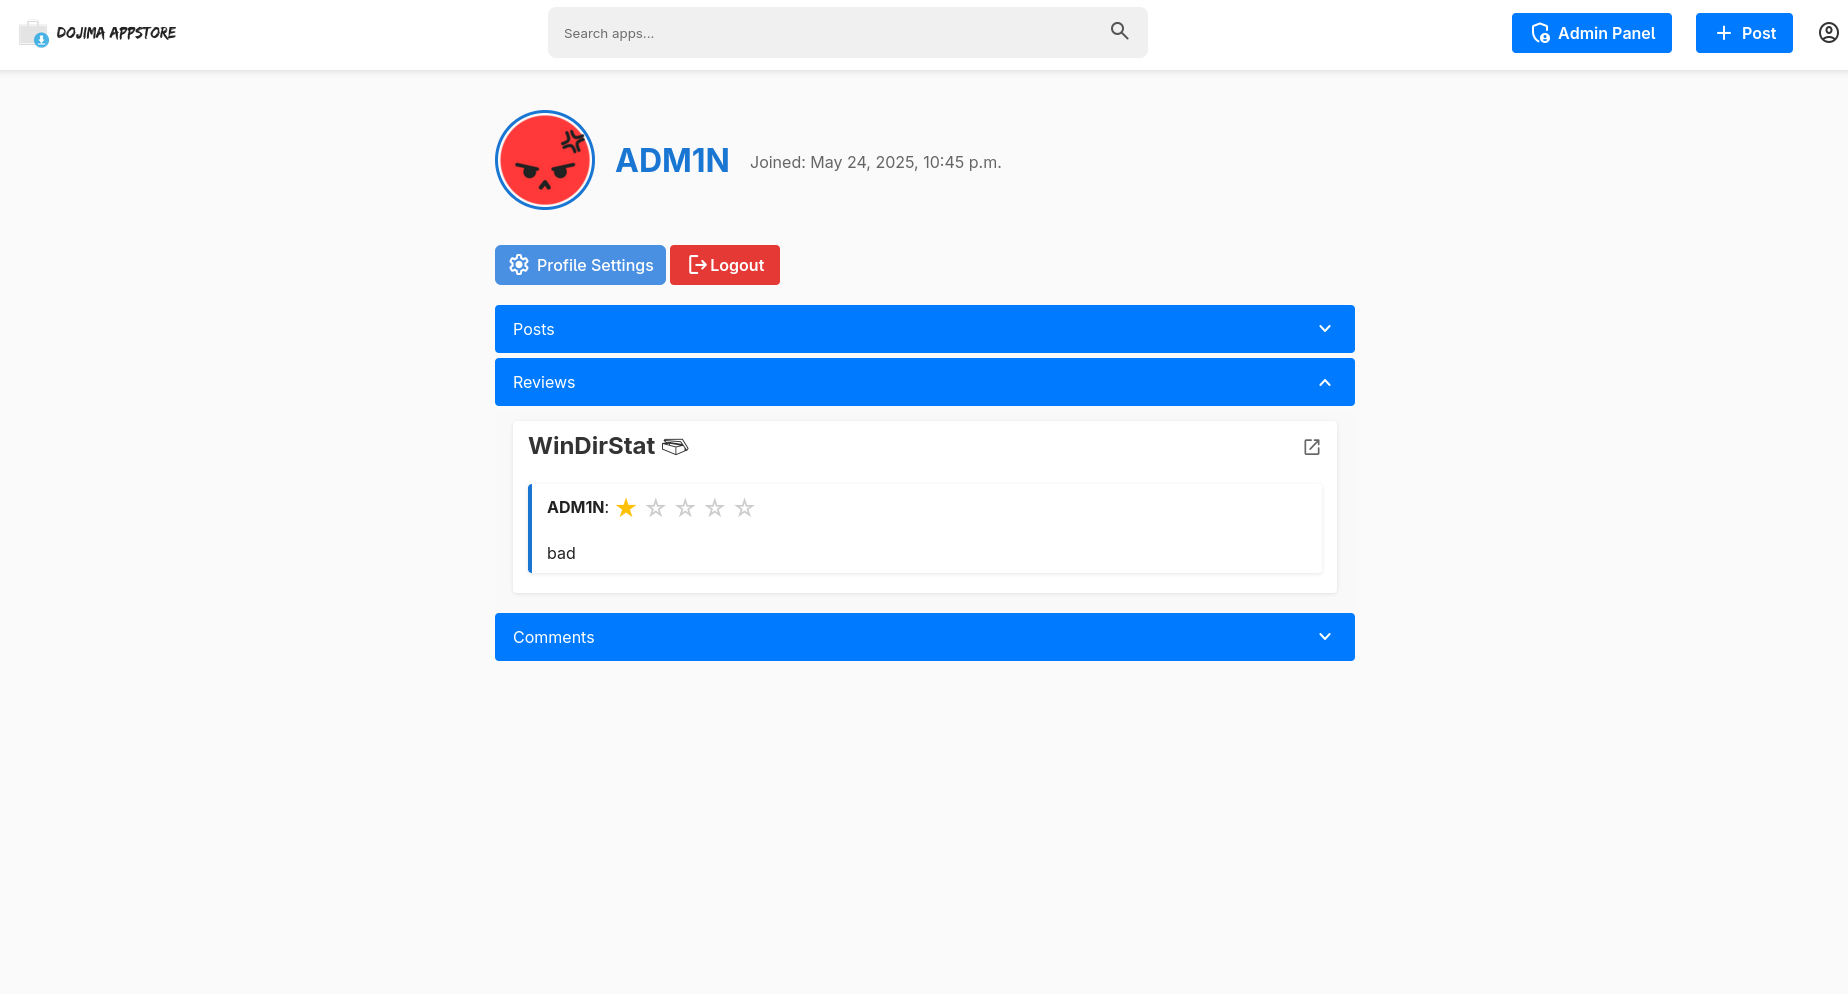 DOJIMA APPSTORE
Search apps...
Admin Panel
Post
ADM1N
Joined: May 24, 2025, 10:45 p.m.
Profile Settings
Logout
Posts
Reviews
WinDirStat
ADM1N:
bad
Comments